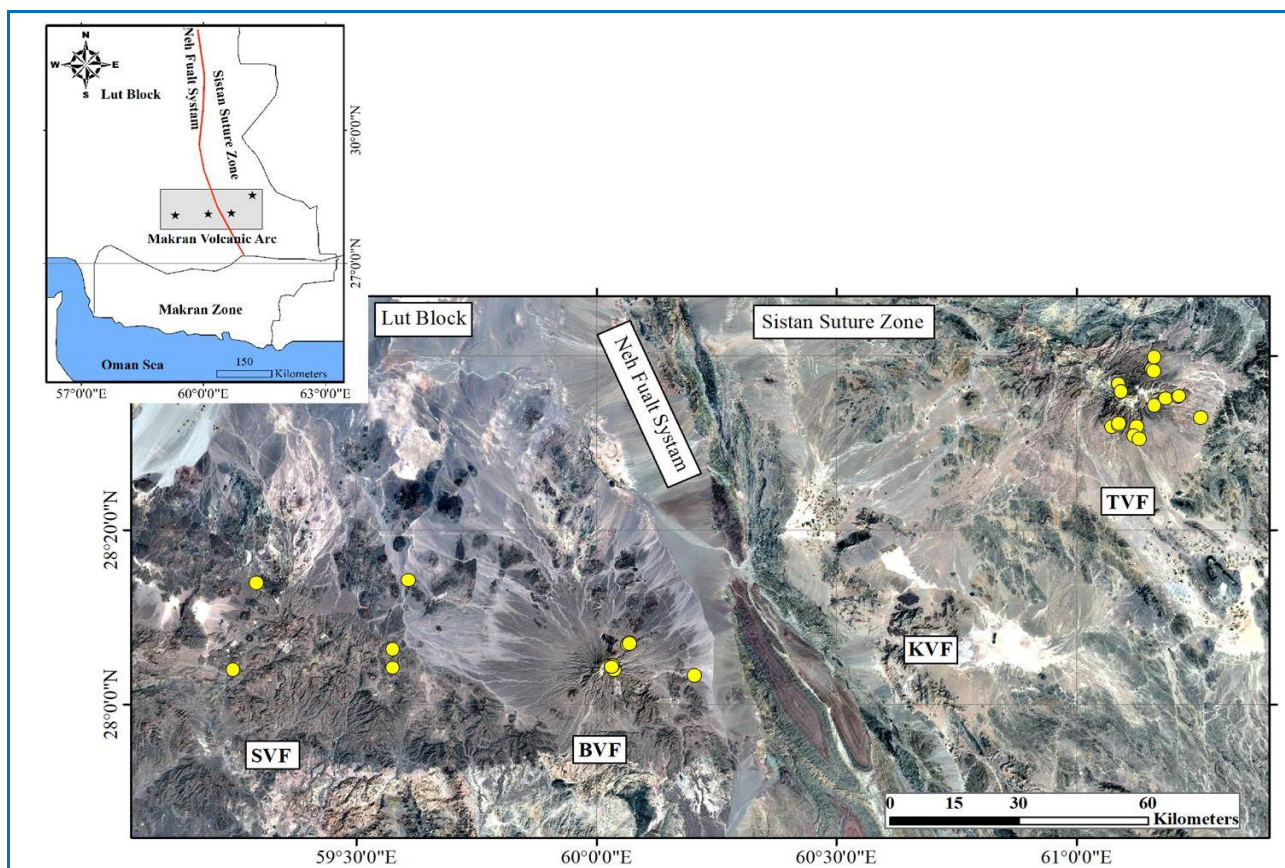 N
W E
S
Lut Block
Neh Fualt Systam
Sistan Suture Zone
Makran Volcanic Arc
Makran Zone
Oman Sea
150
Kilometers
30°0'0"N
27°0'0"N
57°0'0"E 60°0'0"E 63°0'0"E
Lut Block
Neh Fualt Systam
Sistan Suture Zone
TVF
KVF
SVF
BVF
28°20'0"N
28°0'0"N
0 15 30 60
Kilometers
59°30'0"E 60°0'0"E 60°30'0"E 61°0'0"E